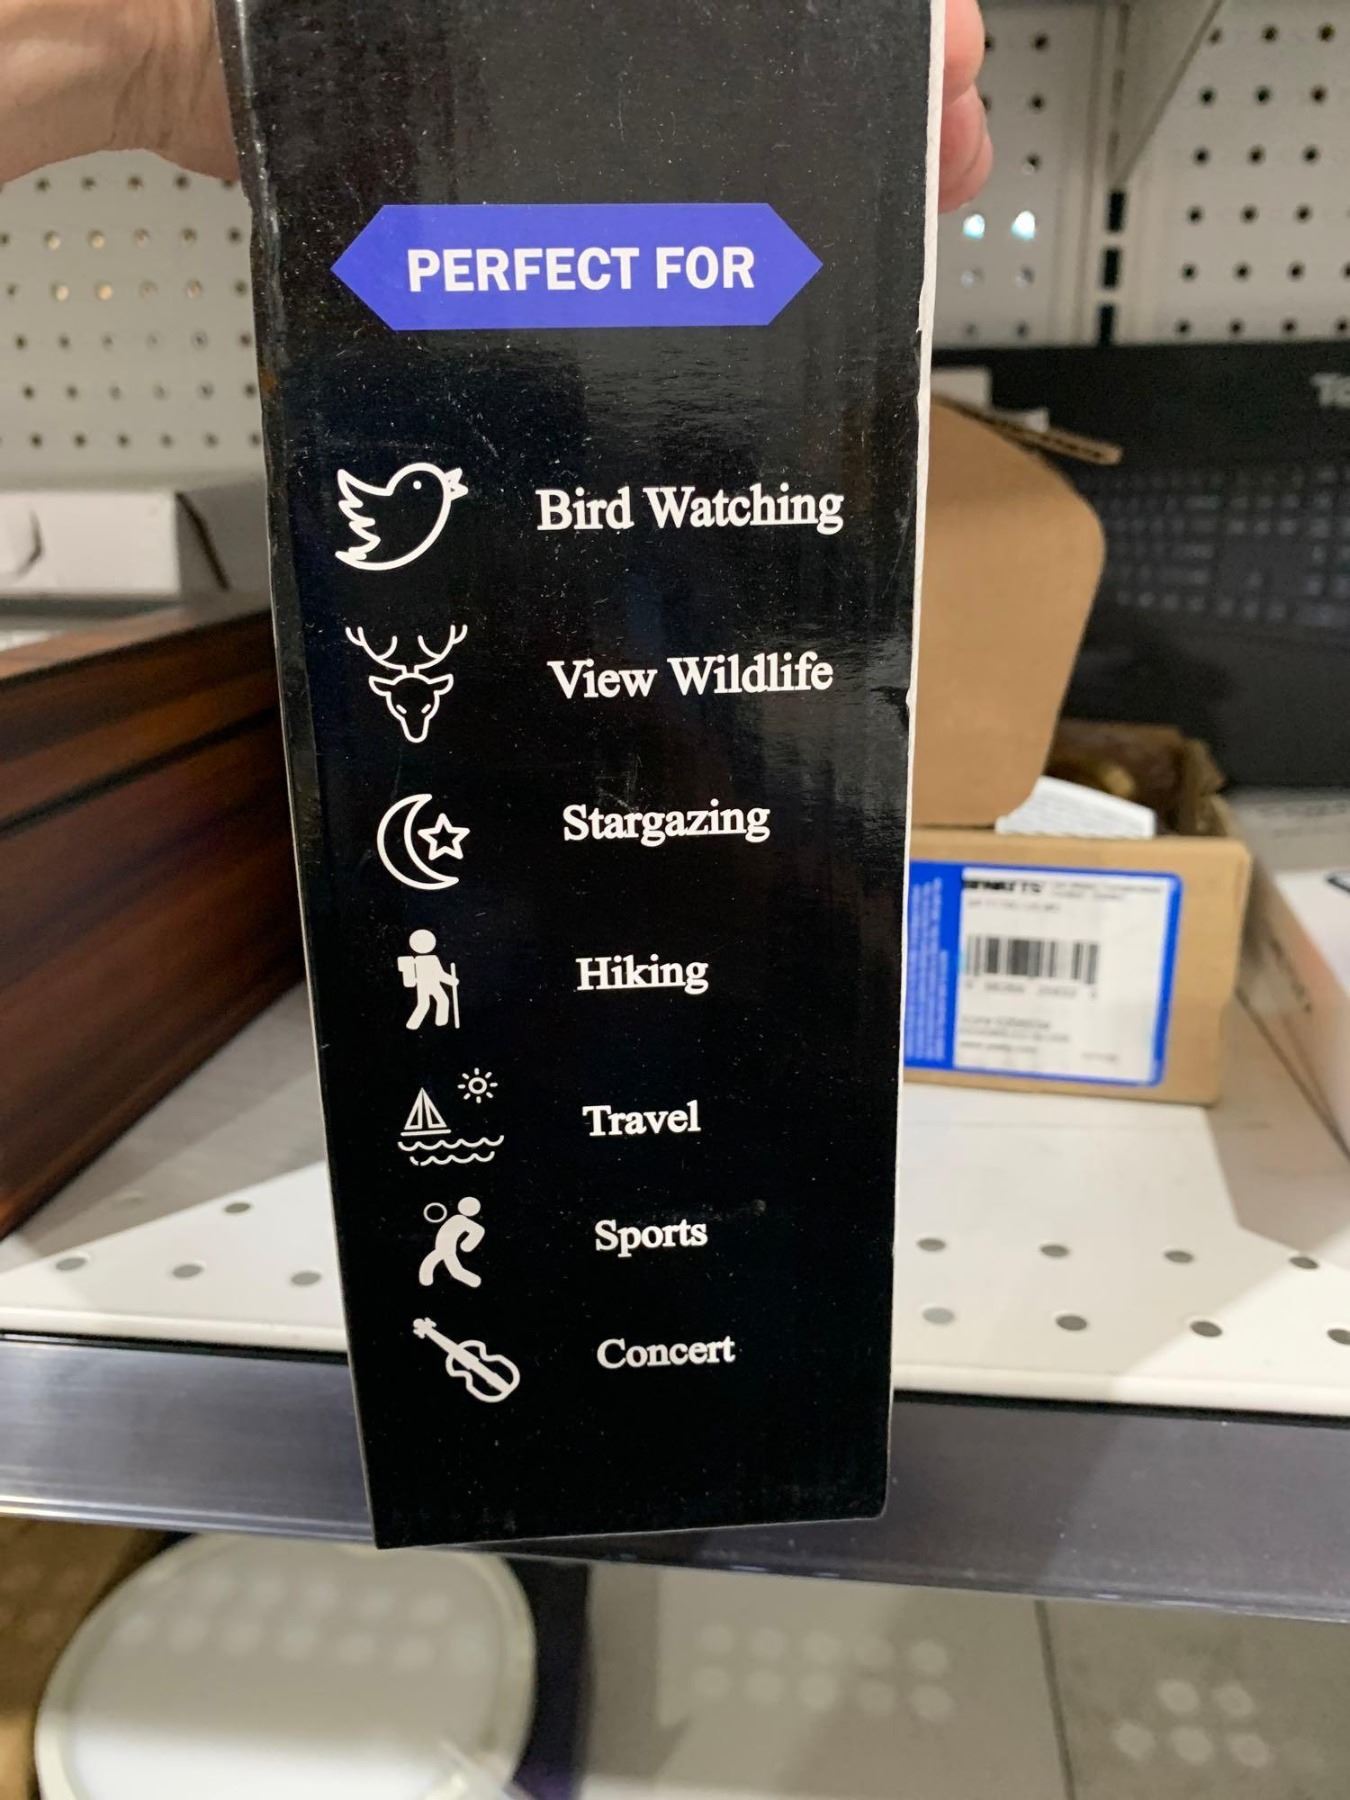 PERFECT FOR
Bird Watching
View Wildlife
Stargazing
Hiking
Travel
Sports
Concert